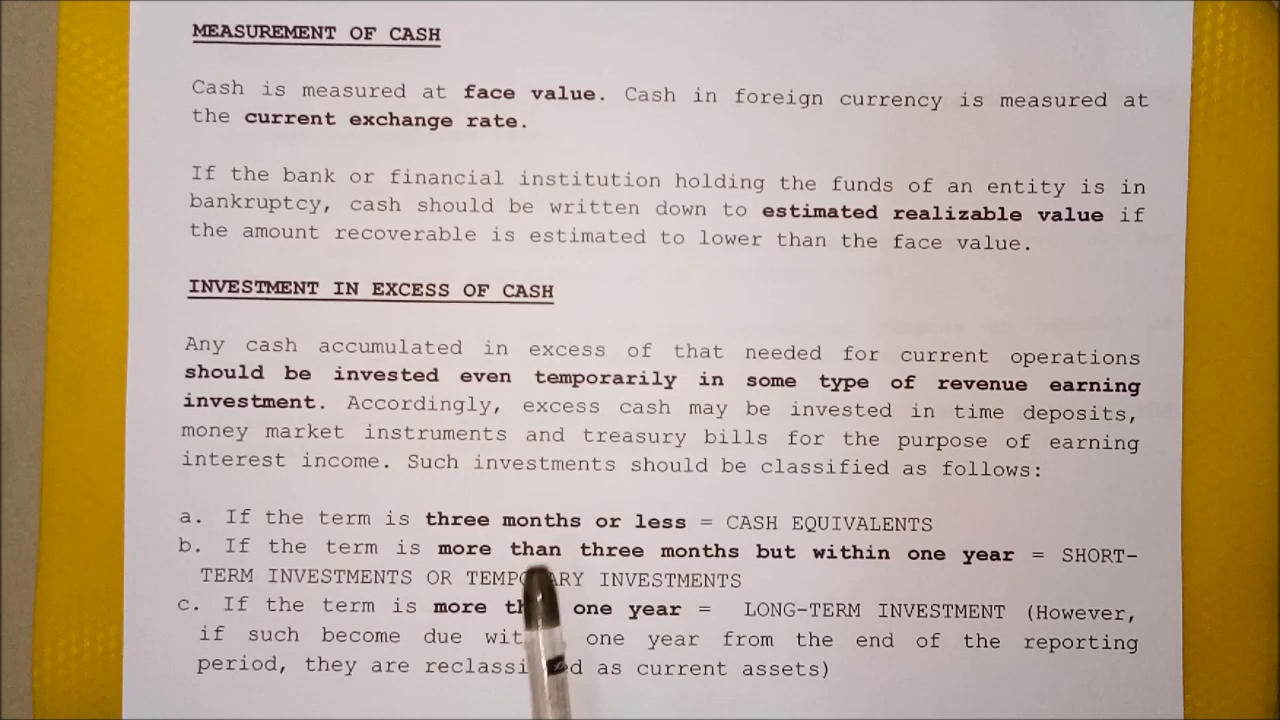 MEASUREMENT OF CASH
Cash is measured at face value. Cash in foreign currency is measured at
the current exchange rate.
If the bank or financial institution holding the funds of an entity is in
bankruptcy, cash should be written down to estimated realizable value if
the amount recoverable is estimated to lower than the face value.
INVESTMENT IN EXCESS OF CASH
Any cash accumulated in excess of that needed for current operations
should be invested even temporarily in some type of revenue earning
investment. Accordingly, excess cash may be invested in time deposits,
money market instruments and treasury bills for the purpose of earning
interest income. Such investments should be classified as follows:
a. If the term is three months or less = CASH EQUIVALENTS
b. If the term is more than three months but within one year = SHORT-
TERM INVESTMENTS OR INVESTMENTS
c. If the term is more one year = LONG-TERM INVESTMENT (However,
if such become due one year from the end of the reporting
period, they are as current assets)